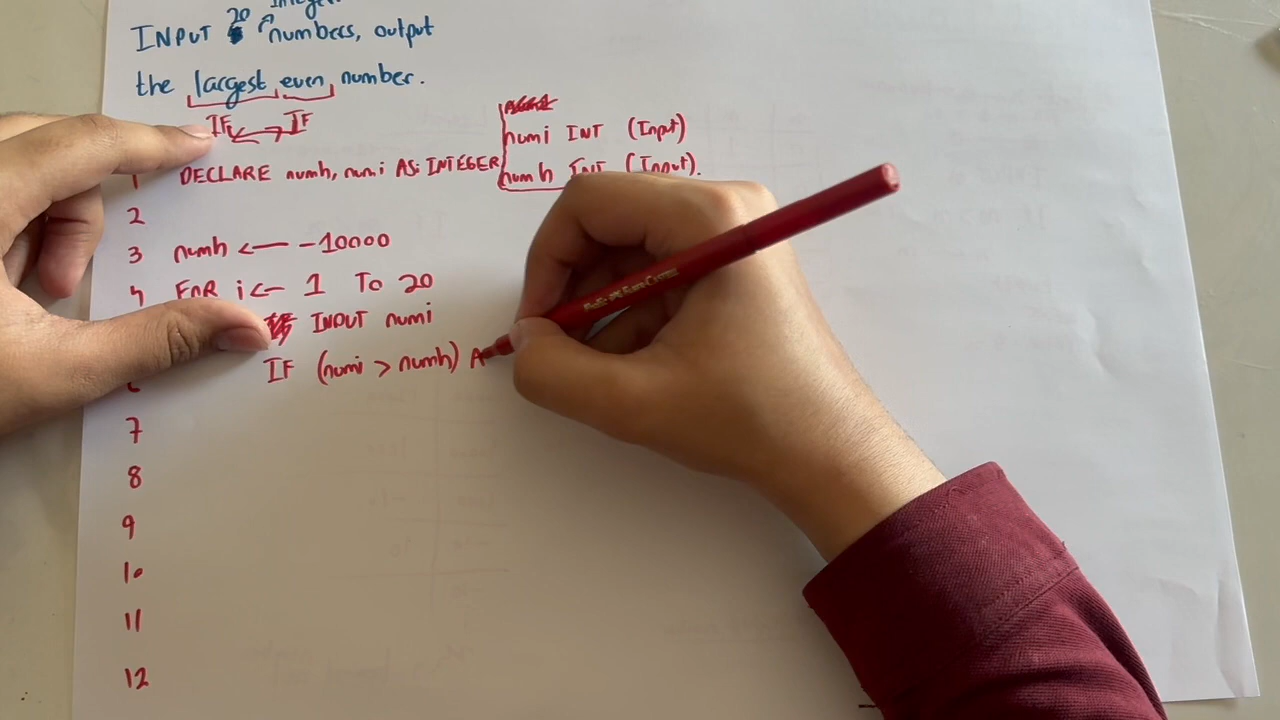 INPUT 20 numbers, output
the largest even number.
IF IF
numi INT (Input)
numh INT (Input).
1 DECLARE numh, numi AS: INTEGER
2
3 numh ← -10000
4 FOR i ← 1 To 20
INPUT numi
6 IF (numi > numh) A
7
8
9
10
11
12